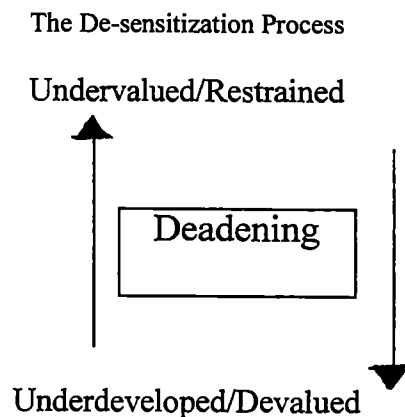 The De-sensitization Process
Undervalued/Restrained
Deadening
Underdeveloped/Devalued